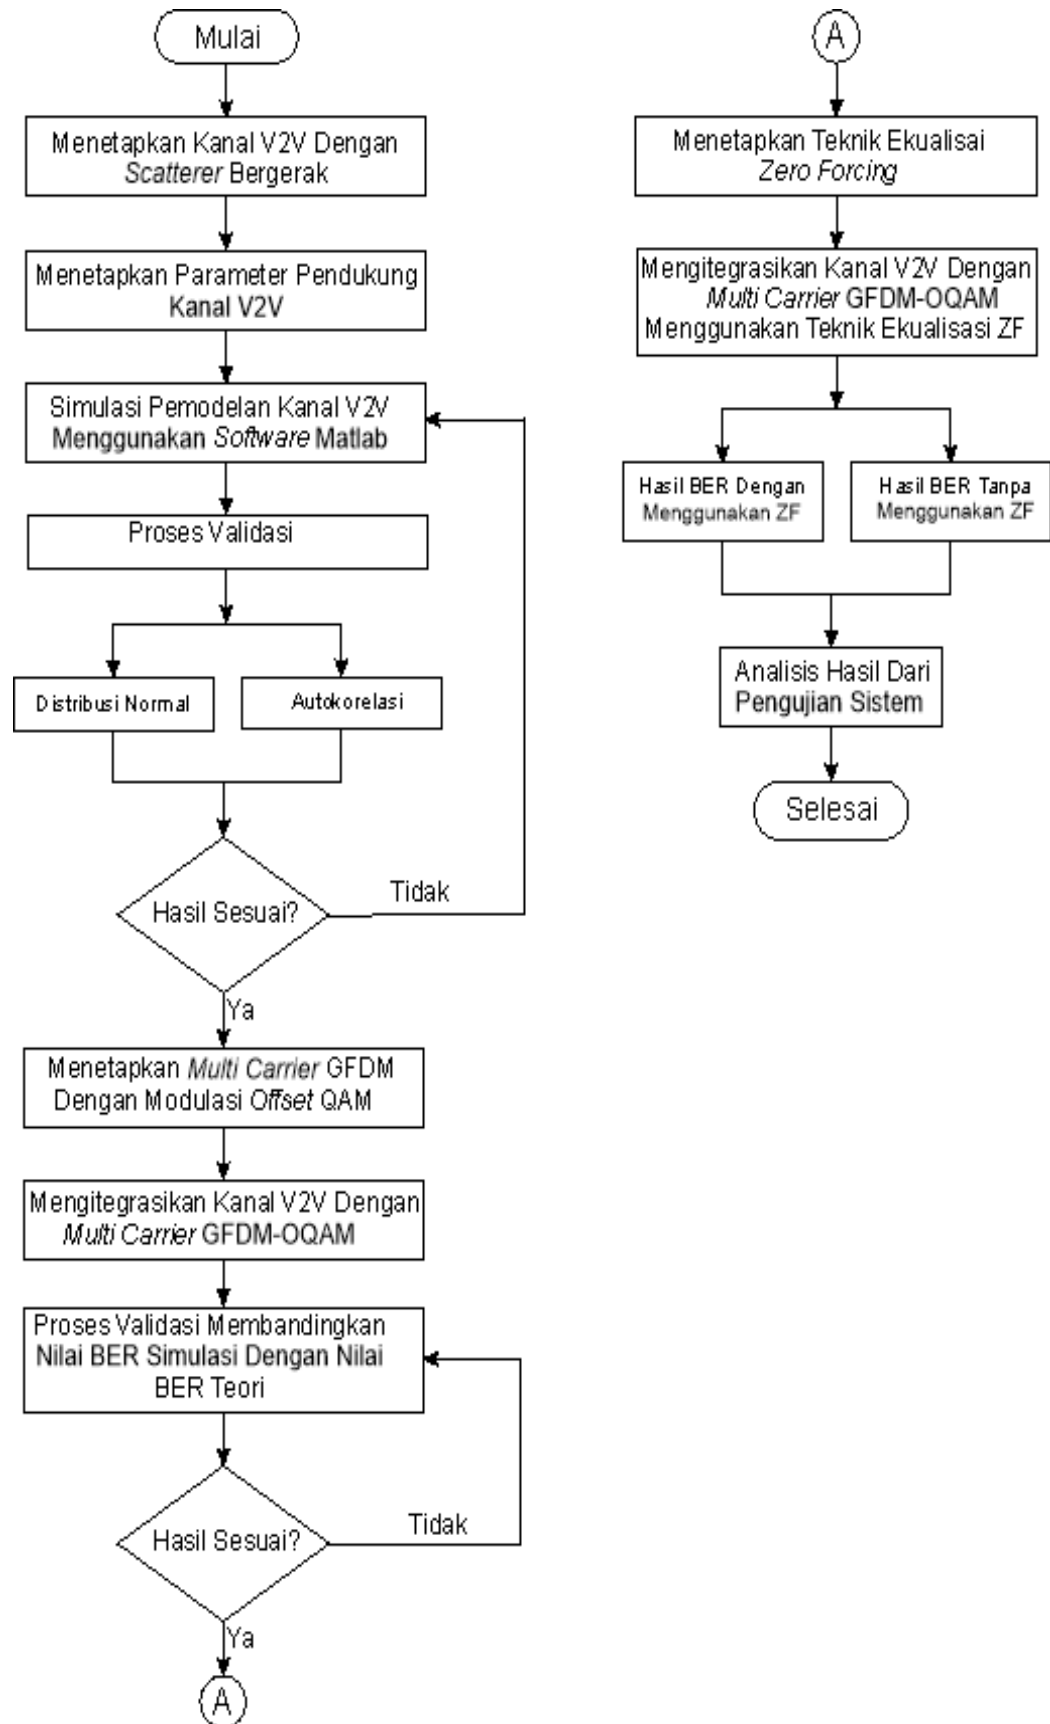 Mulai
Menetapkan Kanal V2V Dengan
Scatterer Bergerak
Menetapkan Parameter Pendukung
Kanal V2V
Simulasi Pemodelan Kanal V2V
Menggunakan Software Matlab
Proses Validasi
Distribusi Normal
Autokorelasi
Hasil Sesuai?
Tidak
Ya
Menetapkan Multi Carrier GFDM
Dengan Modulasi Offset QAM
Mengitegrasikan Kanal V2V Dengan
Multi Carrier GFDM-OQAM
Proses Validasi Membandingkan
Nilai BER Simulasi Dengan Nilai
BER Teori
Hasil Sesuai?
Tidak
Ya
A
A
Menetapkan Teknik Ekualisai
Zero Forcing
Mengitegrasikan Kanal V2V Dengan
Multi Carrier GFDM-OQAM
Menggunakan Teknik Ekualisasi ZF
Hasil BER Dengan
Menggunakan ZF
Hasil BER Tanpa
Menggunakan ZF
Analisis Hasil Dari
Pengujian Sistem
Selesai